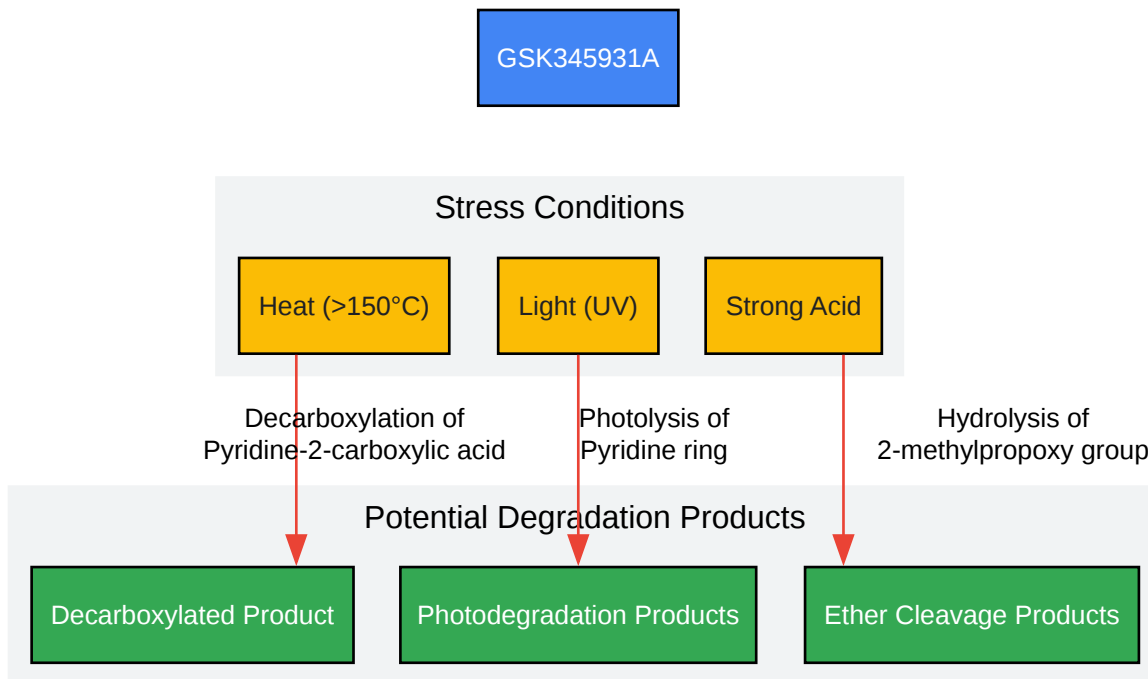 GSK345931A
Stress Conditions
Heat (>150°C)
Light (UV)
Strong Acid
Decarboxylation of
Pyridine-2-carboxylic acid
Photolysis of
Pyridine ring
Hydrolysis of
2-methylpropoxy group
Potential Degradation Products
Decarboxylated Product
Photodegradation Products
Ether Cleavage Products